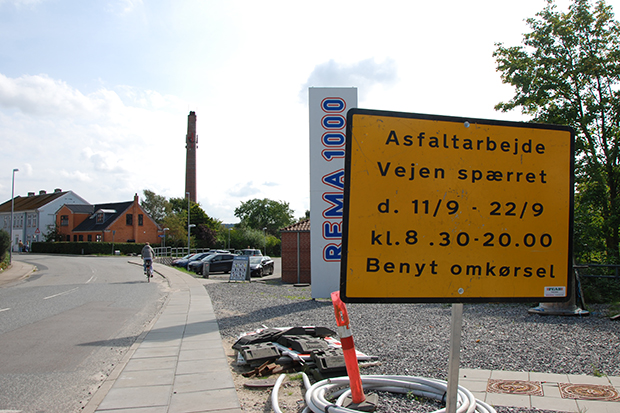 REMA 1000
Asfaltarbejde
Vejen spærret
d. 11/9 - 22/9
kl.8 .30-20.00
Benyt omkørsel